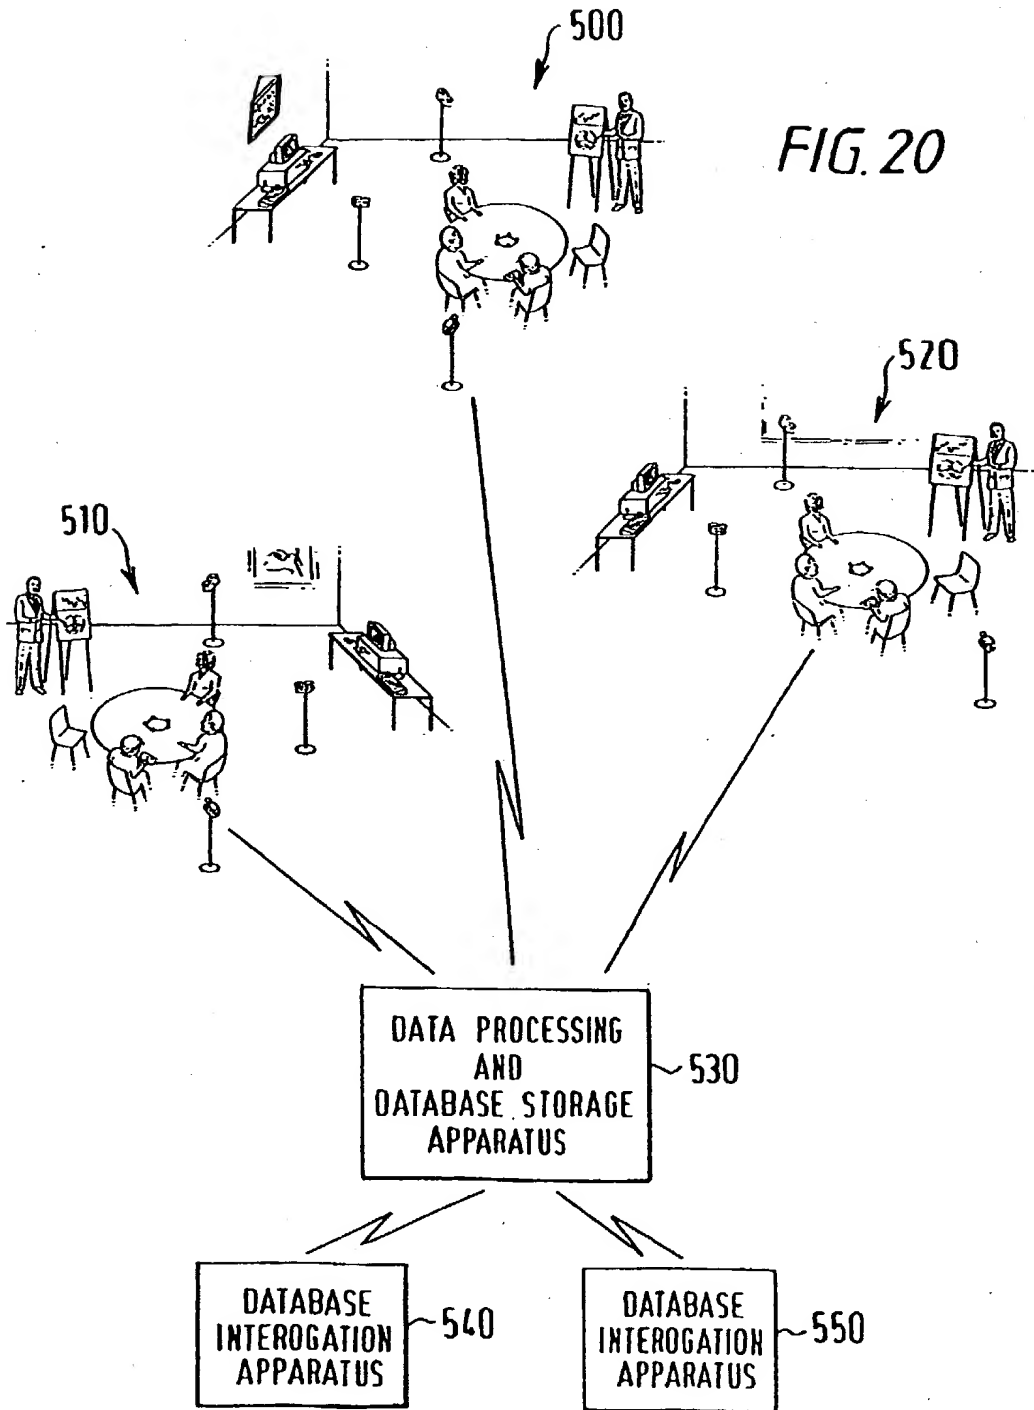 500
FIG. 20
520
510
DATA PROCESSING
AND
DATABASE STORAGE
APPARATUS
530
DATABASE
INTEROGATION
APPARATUS
540
DATABASE
INTEROGATION
APPARATUS
550